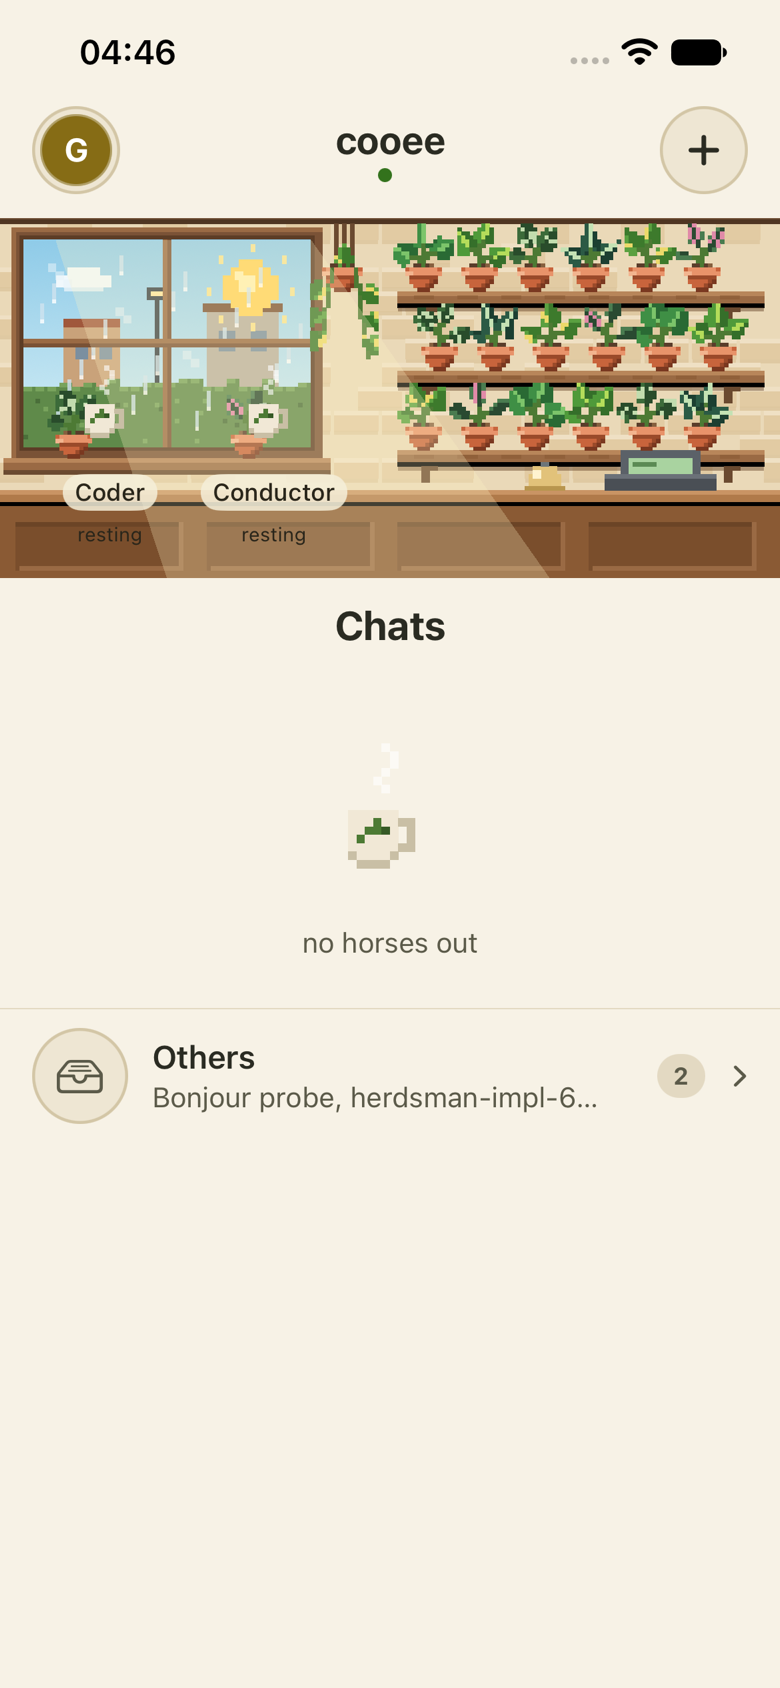 04:46
G
cooee
Coder
Conductor
resting
resting
Chats
no horses out
Others
2
Bonjour probe, herdsman-impl-6...